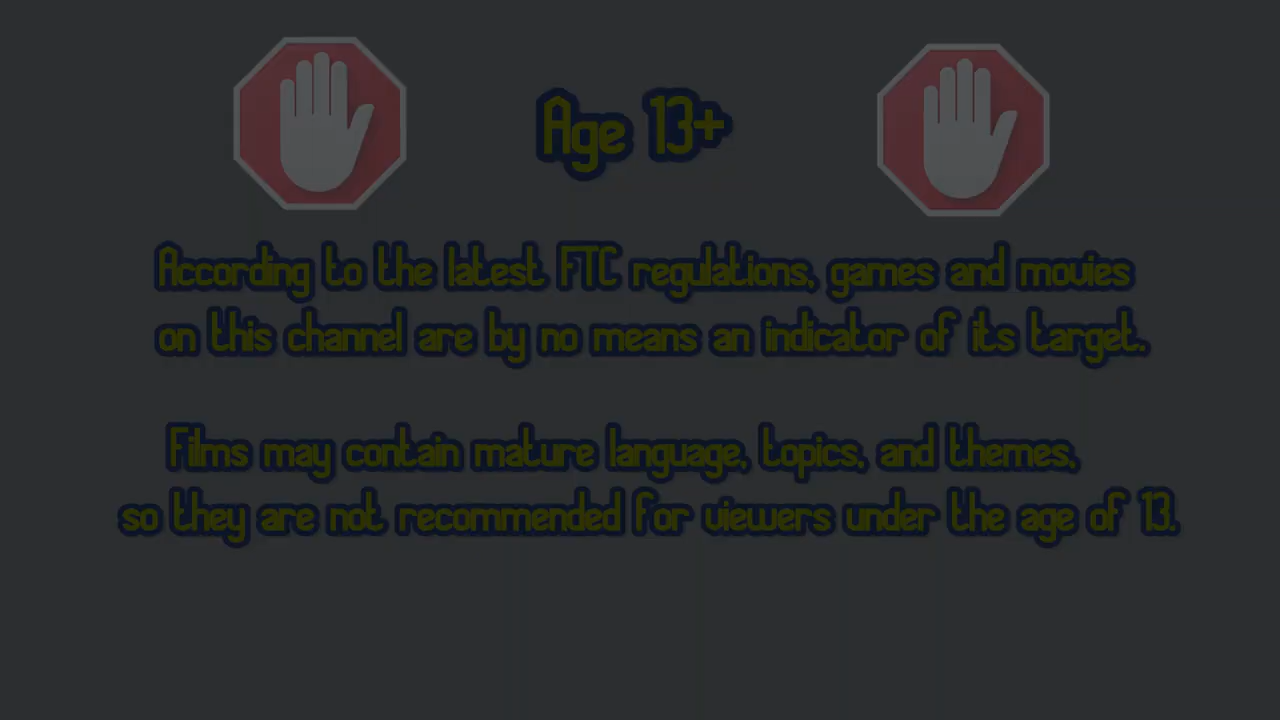 Age 13+
According to the latest FTC regulations, games and movies
on this channel are by no means an indicator of its target.
Films may contain mature language, topics, and themes,
so they are not recommended for viewers under the age of 13.